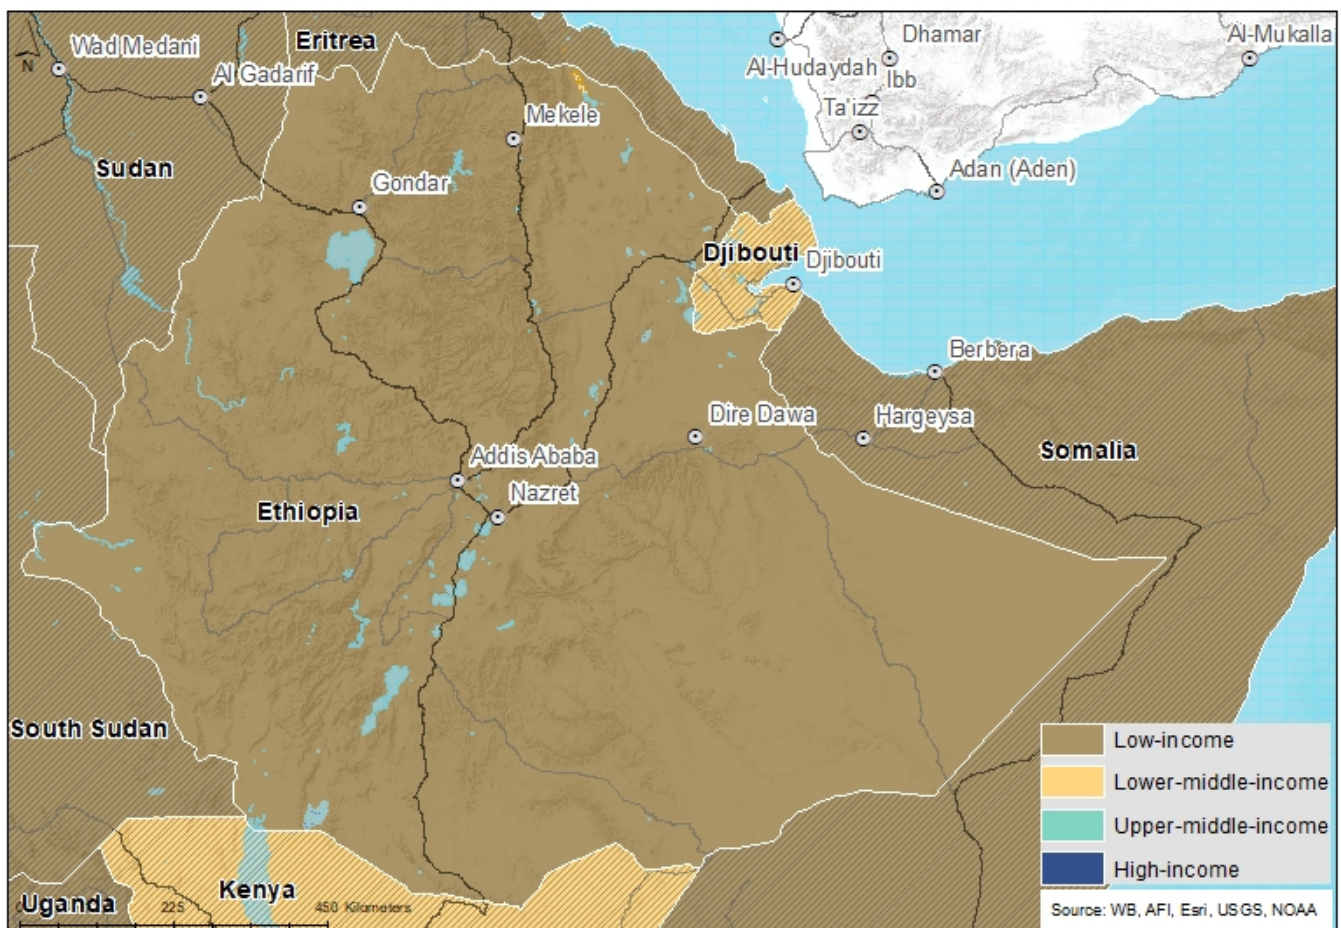 Eritrea
Dhamar
Al-Mukalla
Wad Medani
N
Al Gadarif
Al-Hudaydah
Ibb
Ta'izz
Mekele
Sudan
Adan (Aden)
Gondar
Djibouti
Djibouti
Berbera
Dire Dawa
Hargeysa
Somalia
Addis Ababa
Nazret
Ethiopia
South Sudan
Low-income
Lower-middle-income
Upper-middle-income
High-income
Kenya
Uganda
0 225 450 Kilometers
Source: WB, AFI, Esri, USGS, NOAA